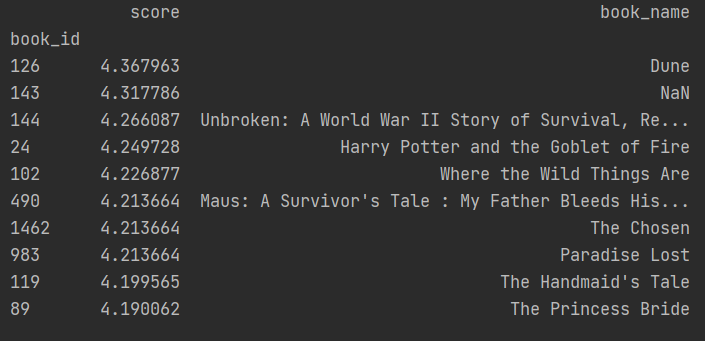 score book_name
book_id
126 4.367963 Dune
143 4.317786 NaN
144 4.266087 Unbroken: A World War II Story of Survival, Re...
24 4.249728 Harry Potter and the Goblet of Fire
102 4.226877 Where the Wild Things Are
490 4.213664 Maus: A Survivor's Tale : My Father Bleeds His...
1462 4.213664 The Chosen
983 4.213664 Paradise Lost
119 4.199565 The Handmaid's Tale
89 4.190062 The Princess Bride